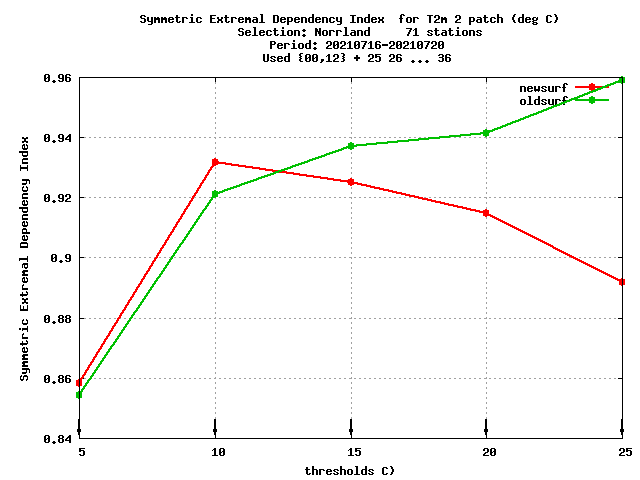 Symmetric Extremal Dependency Index  for T2m 2 patch (deg C)
Selection: Norrland     71 stations
Period: 20210716-20210720
Used {00,12} + 25 26 ... 36
newsurf
oldsurf
Symmetric Extremal Dependency Index
0.96
0.94
0.92
0.9
0.88
0.86
0.84
5 10 15 20 25
thresholds C)